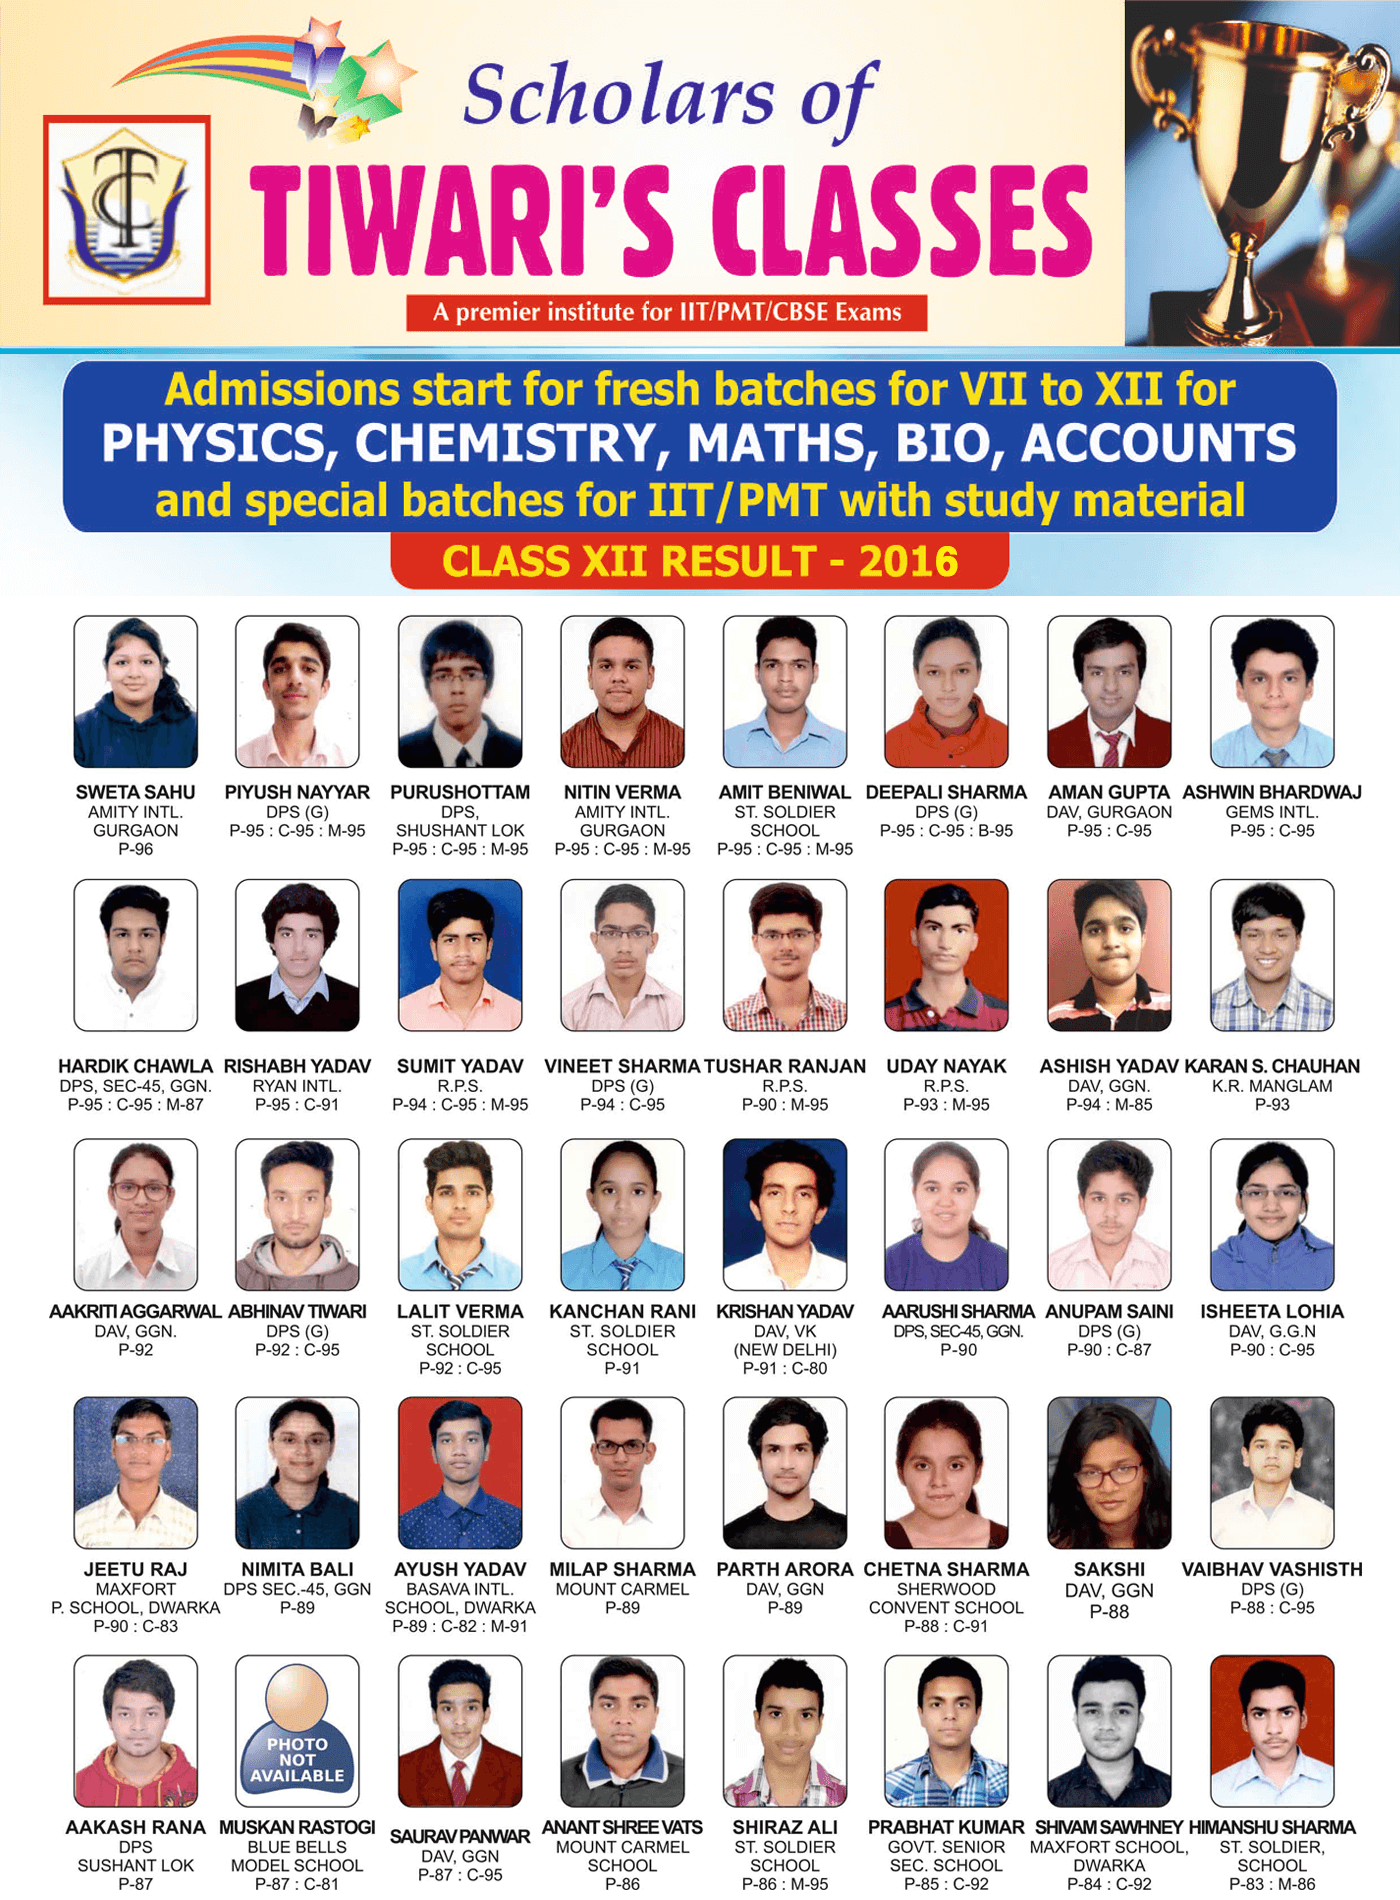 TC
Scholars of
TIWARI'S CLASSES
A premier institute for IIT/PMT/CBSE Exams
Admissions start for fresh batches for VII to XII for
PHYSICS, CHEMISTRY, MATHS, BIO, ACCOUNTS
and special batches for IIT/PMT with study material
CLASS XII RESULT - 2016
SWETA SAHU
AMITY INTL.
GURGAON
P-96
PIYUSH NAYYAR
DPS (G)
P-95 : C-95 : M-95
PURUSHOTTAM
DPS,
SHUSHANT LOK
P-95 : C-95 : M-95
NITIN VERMA
AMITY INTL.
GURGAON
P-95 : C-95 : M-95
AMIT BENIWAL
ST. SOLDIER
SCHOOL
P-95 : C-95 : M-95
DEEPALI SHARMA
DPS (G)
P-95 : C-95 : B-95
AMAN GUPTA
DAV, GURGAON
P-95 : C-95
ASHWIN BHARDWAJ
GEMS INTL.
P-95 : C-95
HARDIK CHAWLA
DPS, SEC-45, GGN.
P-95 : C-95 : M-87
RISHABH YADAV
RYAN INTL.
P-95 : C-91
SUMIT YADAV
R.P.S.
P-94 : C-95 : M-95
VINEET SHARMA
DPS (G)
P-94 : C-95
TUSHAR RANJAN
R.P.S.
P-90 : M-95
UDAY NAYAK
R.P.S.
P-93 : M-95
ASHISH YADAV
DAV, GGN.
P-94 : M-85
KARAN S. CHAUHAN
K.R. MANGLAM
P-93
AAKRITI AGGARWAL
DAV, GGN.
P-92
ABHINAV TIWARI
DPS (G)
P-92 : C-95
LALIT VERMA
ST. SOLDIER
SCHOOL
P-92 : C-95
KANCHAN RANI
ST. SOLDIER
SCHOOL
P-91
KRISHAN YADAV
DAV, VK
(NEW DELHI)
P-91 : C-80
AARUSHI SHARMA
DPS, SEC-45, GGN.
P-90
ANUPAM SAINI
DPS (G)
P-90 : C-87
ISHEETA LOHIA
DAV, G.G.N
P-90 : C-95
JEETU RAJ
MAXFORT
P. SCHOOL, DWARKA
P-90 : C-83
NIMITA BALI
DPS SEC.-45, GGN
P-89
AYUSH YADAV
BASAVA INTL.
SCHOOL, DWARKA
P-89 : C-82 : M-91
MILAP SHARMA
MOUNT CARMEL
P-89
PARTH ARORA
DAV, GGN
P-89
CHETNA SHARMA
SHERWOOD
CONVENT SCHOOL
P-88 : C-91
SAKSHI
DAV, GGN
P-88
VAIBHAV VASHISTH
DPS (G)
P-88 : C-95
AAKASH RANA
DPS
SUSHANT LOK
P-87
PHOTO
NOT
AVAILABLE
MUSKAN RASTOGI
BLUE BELLS
MODEL SCHOOL
P-87 : C-81
SAURAV PANWAR
DAV, GGN
P-87 : C-95
ANANT SHREE VATS
MOUNT CARMEL
SCHOOL
P-86
SHIRAZ ALI
ST. SOLDIER
SCHOOL
P-86 : M-95
PRABHAT KUMAR
GOVT. SENIOR
SEC. SCHOOL
P-85 : C-92
SHIVAM SAWHNEY
MAXFORT SCHOOL,
DWARKA
P-84 : C-92
HIMANSHU SHARMA
ST. SOLDIER,
SCHOOL
P-83 : M-86